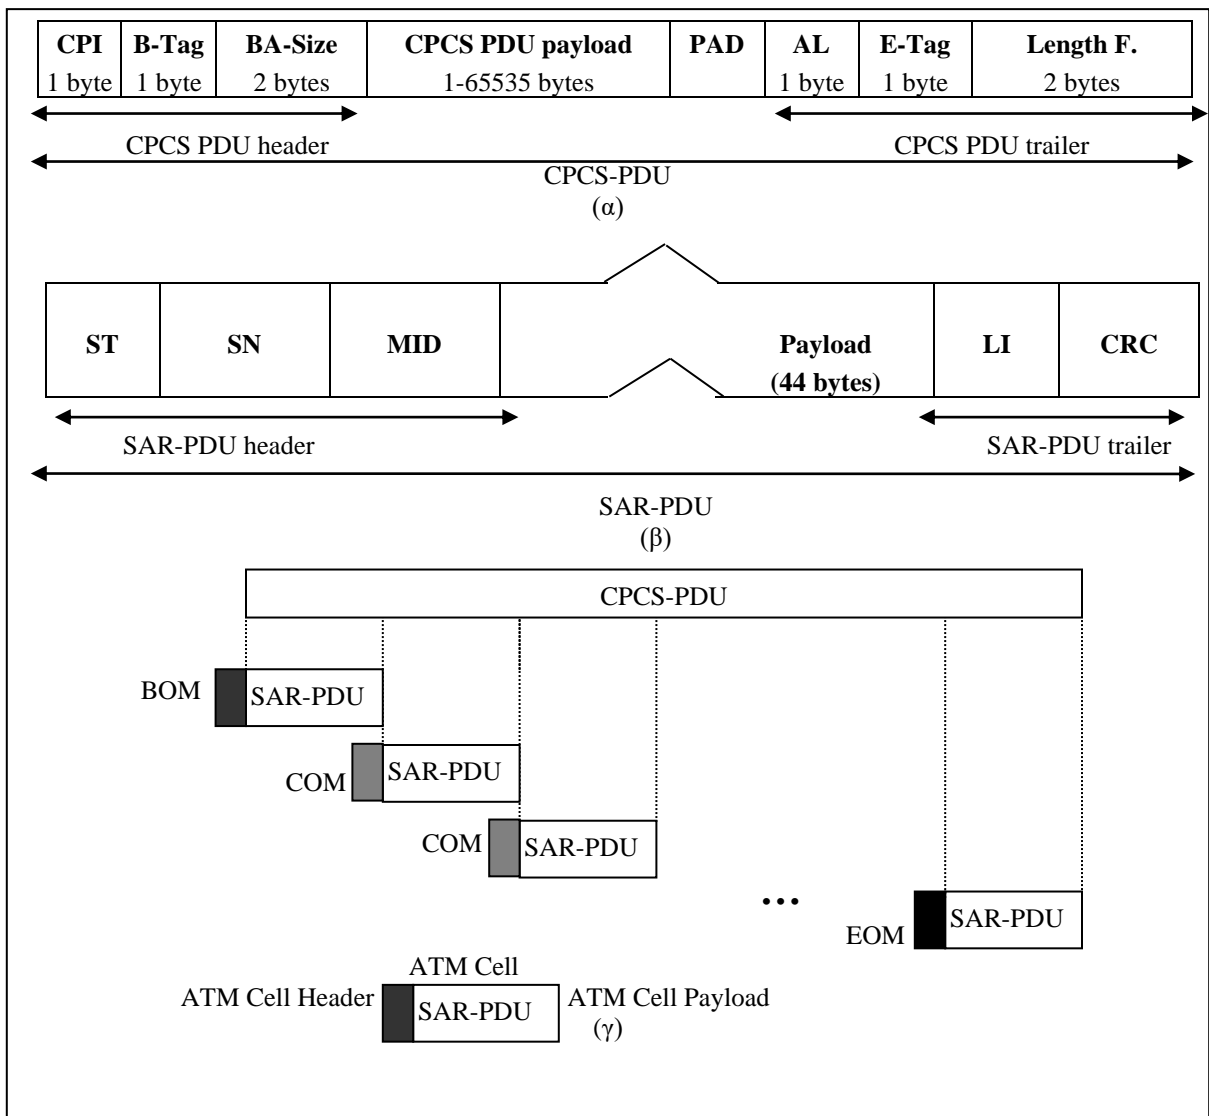 CPI B-Tag BA-Size CPCS PDU payload PAD AL E-Tag Length F.
1 byte 1 byte 2 bytes 1-65535 bytes 1 byte 1 byte 2 bytes
CPCS PDU header CPCS PDU trailer
CPCS-PDU
(α)
ST SN MID Payload LI CRC
(44 bytes)
SAR-PDU header SAR-PDU trailer
SAR-PDU
(β)
CPCS-PDU
BOM SAR-PDU
COM SAR-PDU
COM SAR-PDU
...
EOM SAR-PDU
ATM Cell
ATM Cell Header SAR-PDU ATM Cell Payload
(γ)